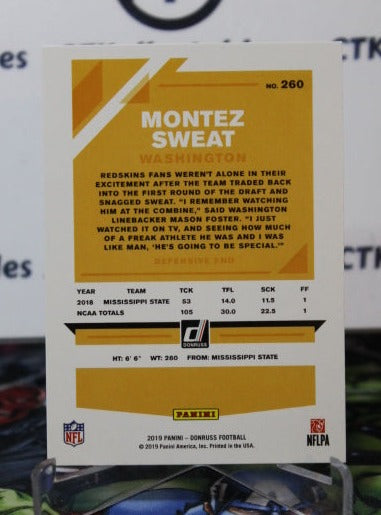 CTK
NO. 260
MONTEZ
SWEAT
WASHINGTON
REDSKINS FANS WEREN'T ALONE IN THEIR
EXCITEMENT AFTER THE TEAM TRADED BACK
INTO THE FIRST ROUND OF THE DRAFT AND
SNAGGED SWEAT. "I REMEMBER WATCHING
HIM AT THE COMBINE," SAID WASHINGTON
LINEBACKER MASON FOSTER. "I JUST
WATCHED IT ON TV, AND SEEING HOW MUCH
OF A FREAK ATHLETE HE WAS AND I WAS
LIKE MAN, 'HE'S GOING TO BE SPECIAL.'"
DEFENSIVE END
YEAR TEAM TCK TFL SCK FF
2018 MISSISSIPPI STATE 53 14.0 11.5 1
NCAA TOTALS 105 30.0 22.5 1
D
DONRUSS
HT: 6' 6" WT: 260 FROM: MISSISSIPPI STATE
NFL
PANINI
NFLPA
2019 PANINI – DONRUSS FOOTBALL
© 2019 Panini America, Inc. Printed in the USA.